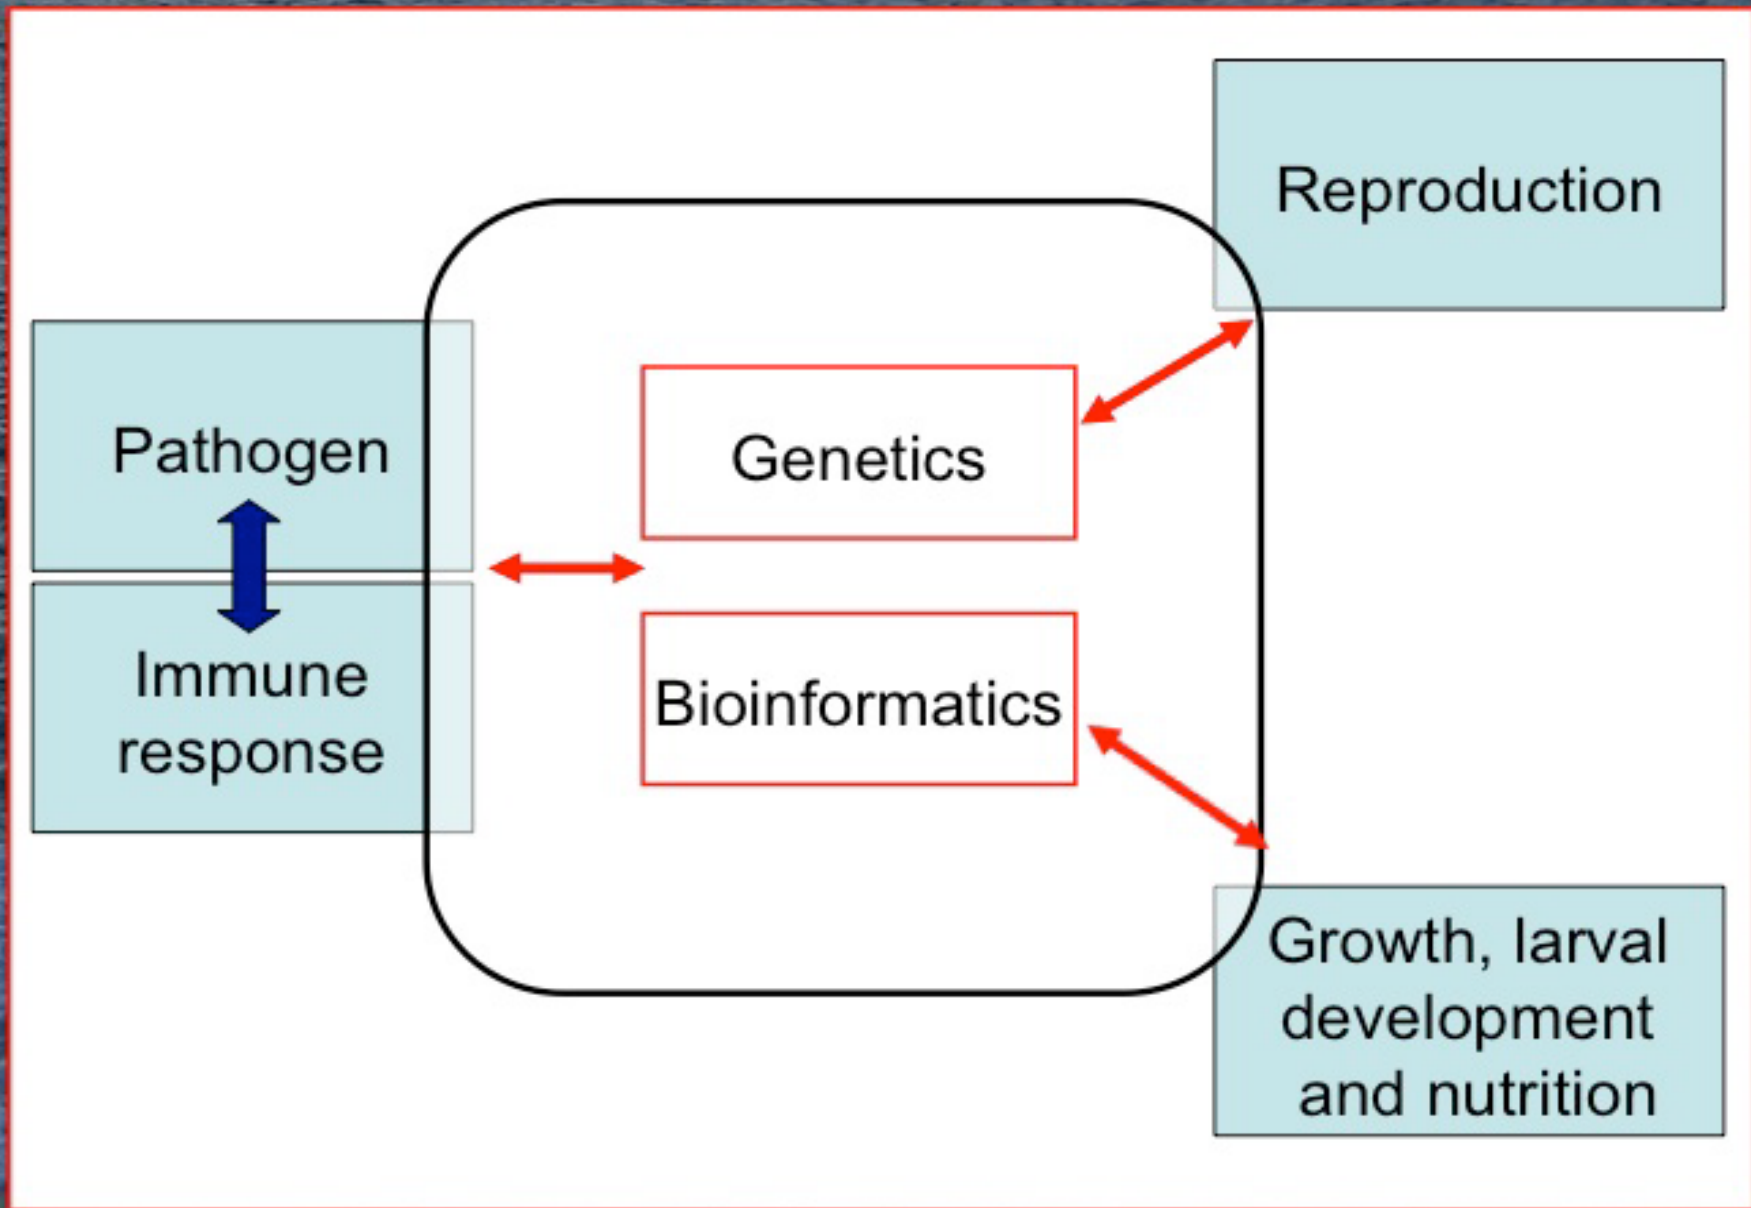 Reproduction
Pathogen
Genetics
Immune
response
Bioinformatics
Growth, larval
development
and nutrition